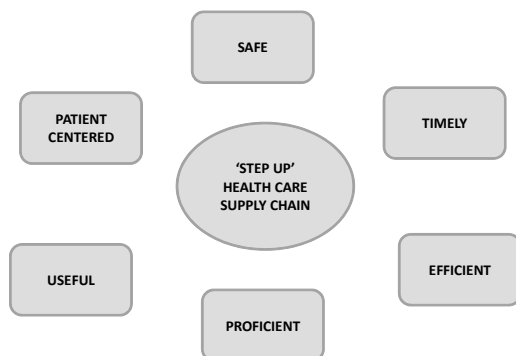 SAFE
PATIENT
CENTERED
TIMELY
‘STEP UP’
HEALTH CARE
SUPPLY CHAIN
USEFUL
EFFICIENT
PROFICIENT